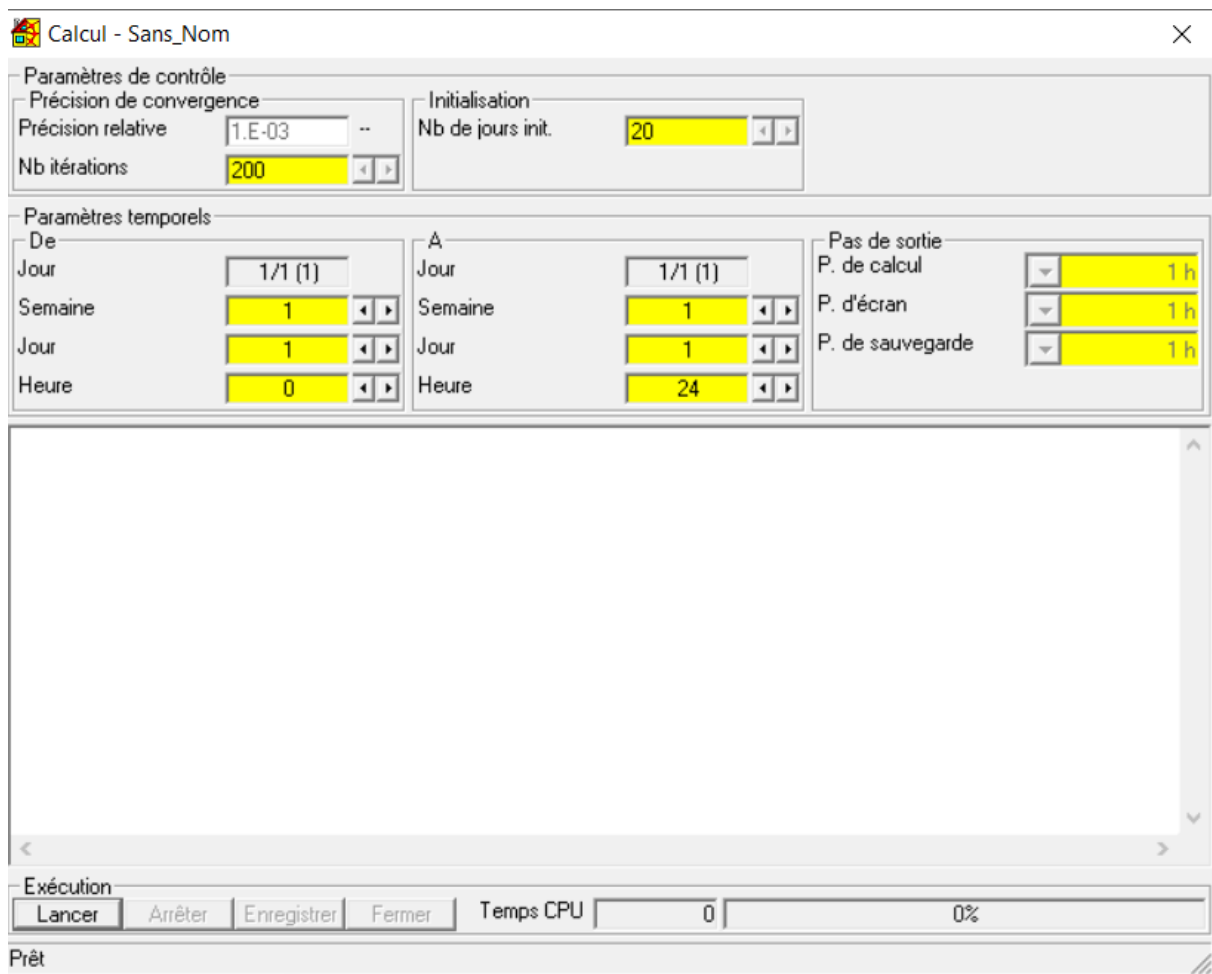 Calcul - Sans_Nom
Paramètres de contrôle
Précision de convergence
Précision relative 1.E-03 --
Nb itérations 200
Initialisation
Nb de jours init. 20
Paramètres temporels
De
Jour 1/1 (1)
Semaine 1
Jour 1
Heure 0
A
Jour 1/1 (1)
Semaine 1
Jour 1
Heure 24
Pas de sortie
P. de calcul 1 h
P. d'écran 1 h
P. de sauvegarde 1 h
Exécution
Lancer Arrêter Enregistrer Fermer Temps CPU 0 0%
Prêt